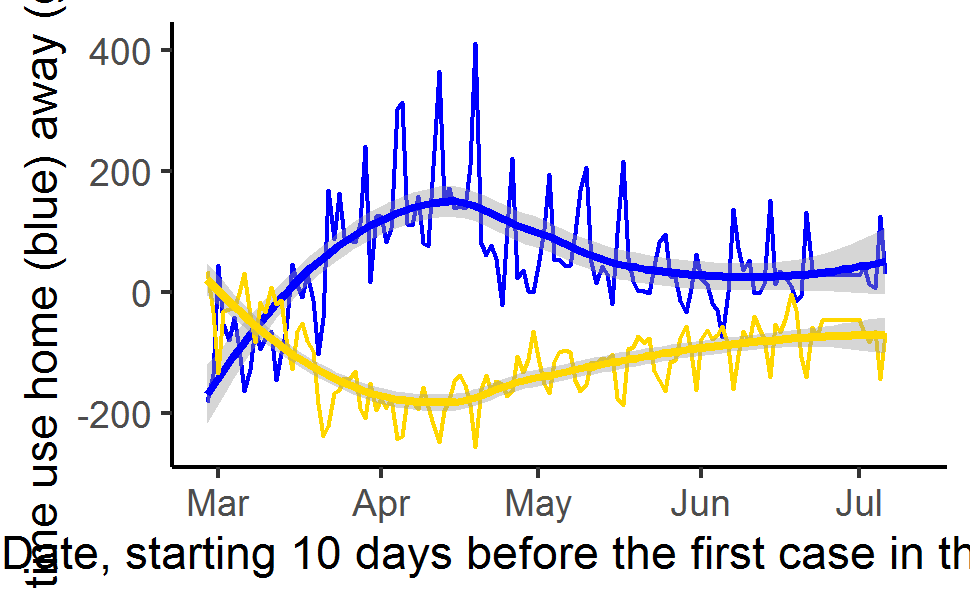 time use home (blue) away (
400
200
0
-200
Mar Apr May Jun Jul
Date, starting 10 days before the first case in th